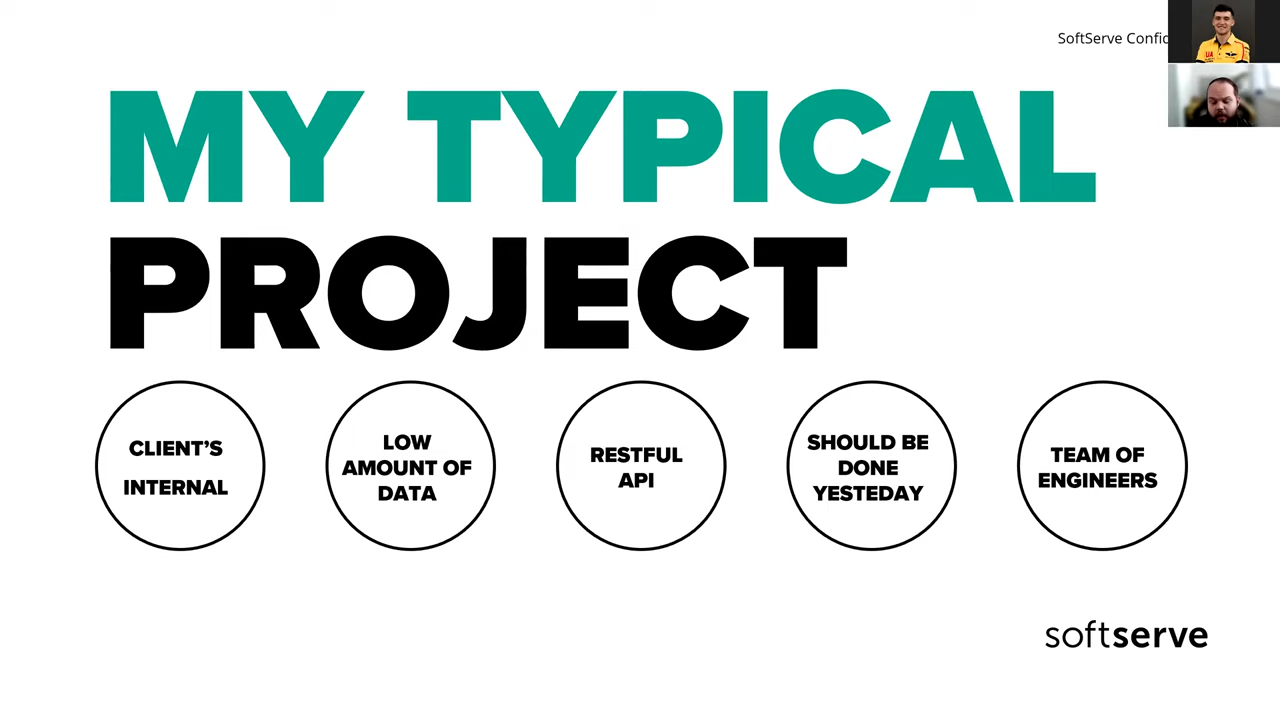 SoftServe Confid
MY TYPICAL
PROJECT
CLIENT'S
INTERNAL
LOW
AMOUNT OF
DATA
RESTFUL
API
SHOULD BE
DONE
YESTEDAY
TEAM OF
ENGINEERS
UA
softserve